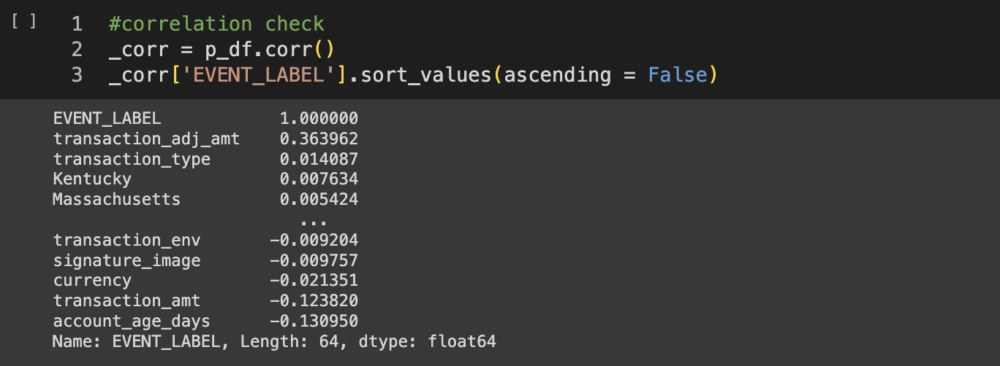 [ ] 1 #correlation check
2 _corr = p_df.corr()
3 _corr['EVENT_LABEL'].sort_values(ascending = False)
EVENT_LABEL 1.000000
transaction_adj_amt 0.363962
transaction_type 0.014087
Kentucky 0.007634
Massachusetts 0.005424
...
transaction_env -0.009204
signature_image -0.009757
currency -0.021351
transaction_amt -0.123820
account_age_days -0.130950
Name: EVENT_LABEL, Length: 64, dtype: float64